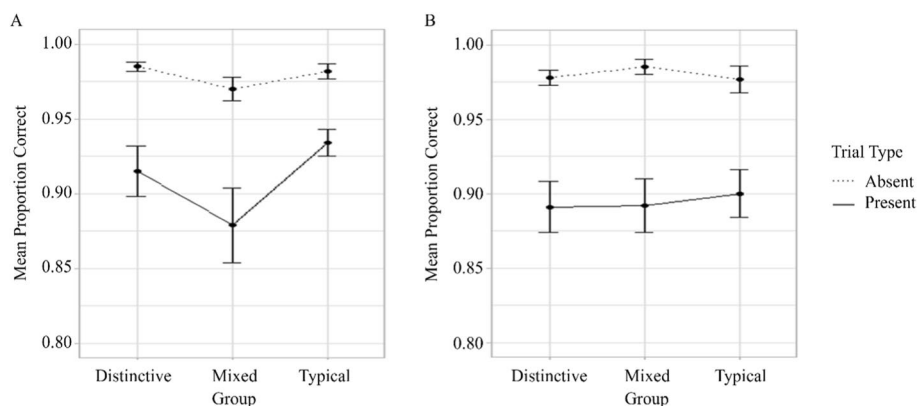 A
B
1.00
0.95
0.90
0.85
0.80
Mean Proportion Correct
Distinctive
Mixed
Typical
Group
1.00
0.95
0.90
0.85
0.80
Mean Proportion Correct
Distinctive
Mixed
Typical
Group
Trial Type
Absent
Present